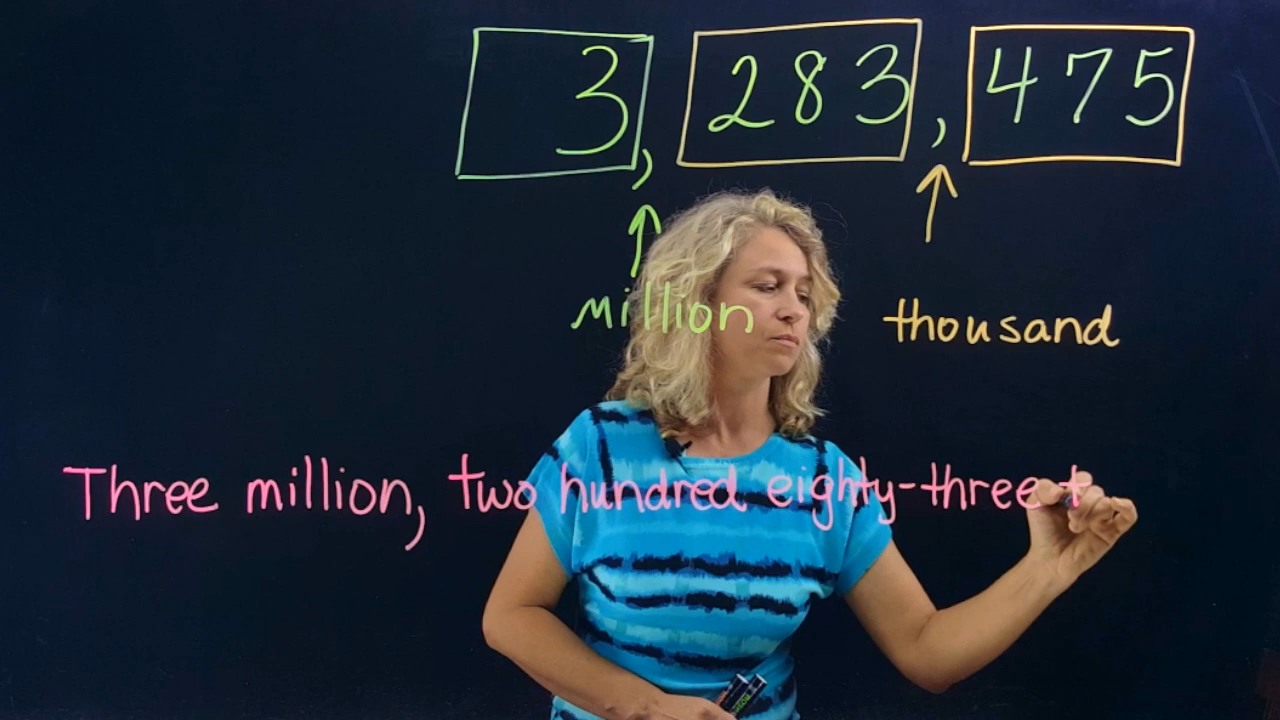 3, 283, 475
million thousand
Three million, two hundred eighty-three t